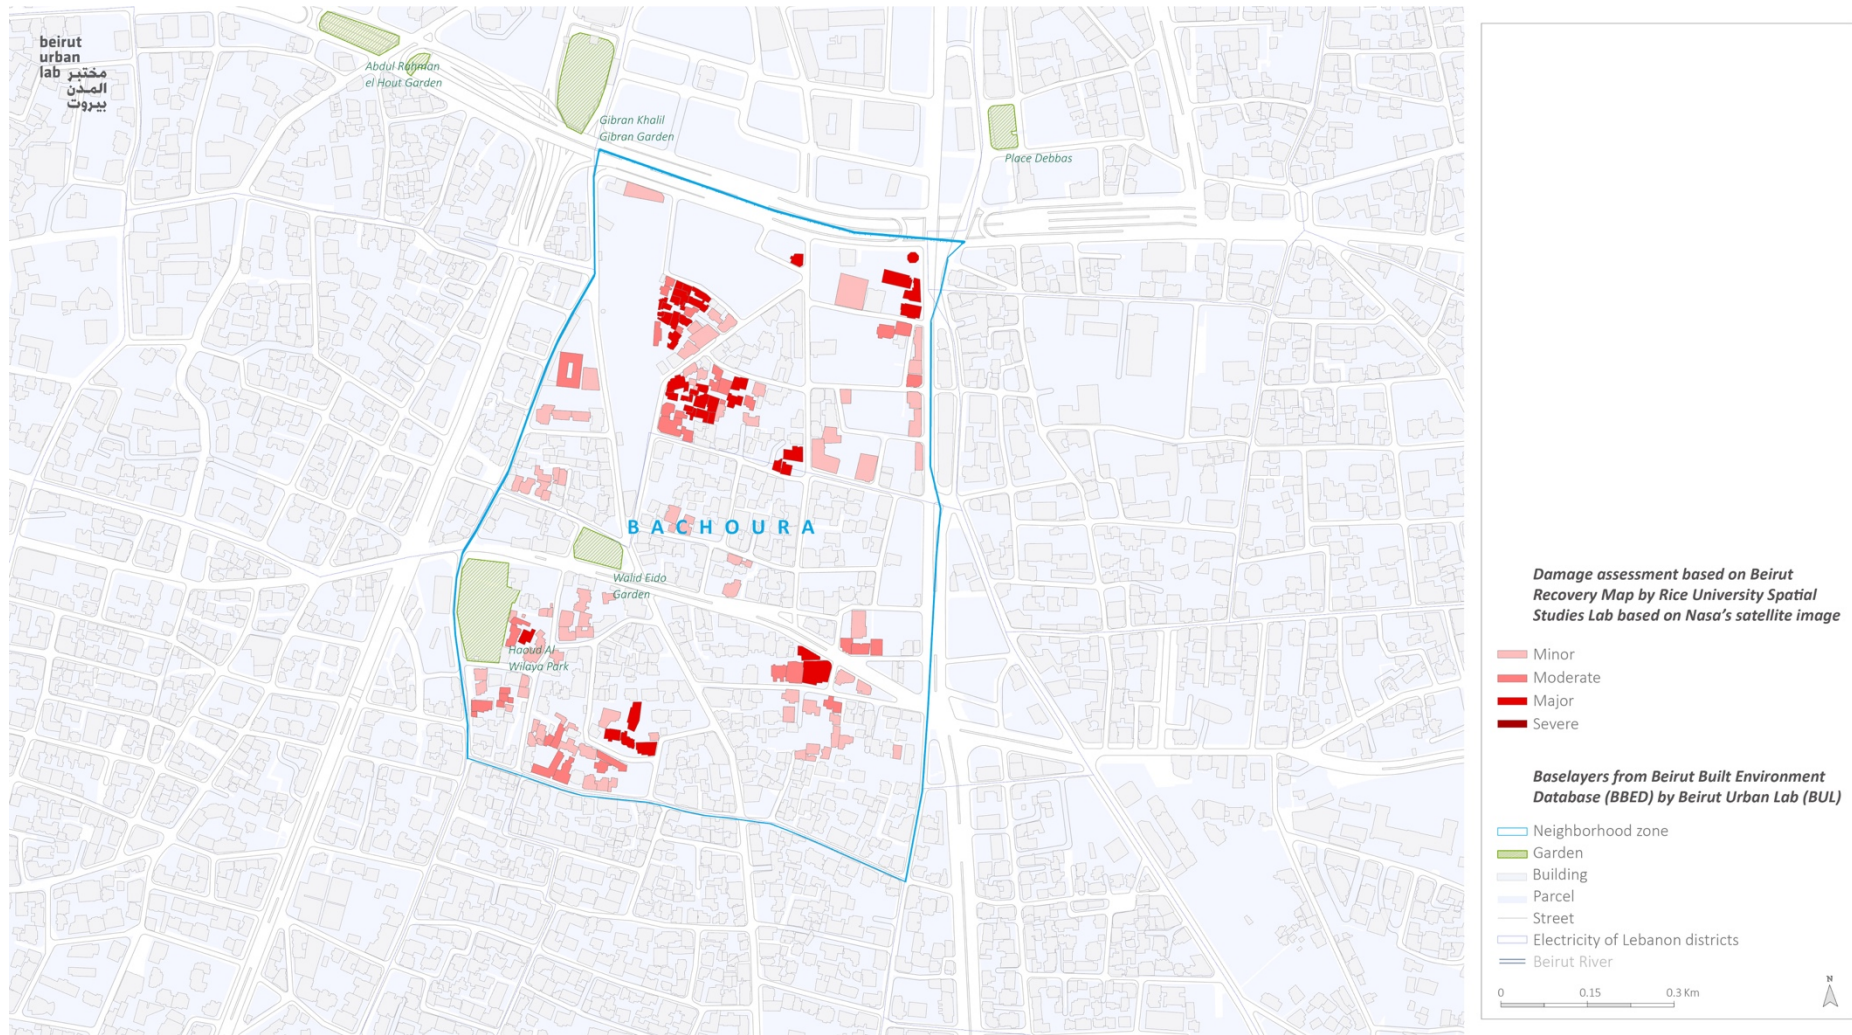 beirut
urban
lab مختبر
المدن
بيروت
Abdul Rahman
el Hout Garden
Gibran Khalil
Gibran Garden
Place Debbas
BACHOURA
Walid Eido
Garden
Haoud Al
Wilaya Park
Damage assessment based on Beirut
Recovery Map by Rice University Spatial
Studies Lab based on Nasa's satellite image
Minor
Moderate
Major
Severe
Baselayers from Beirut Built Environment
Database (BBED) by Beirut Urban Lab (BUL)
Neighborhood zone
Garden
Building
Parcel
Street
Electricity of Lebanon districts
Beirut River
0 0.15 0.3 Km
N